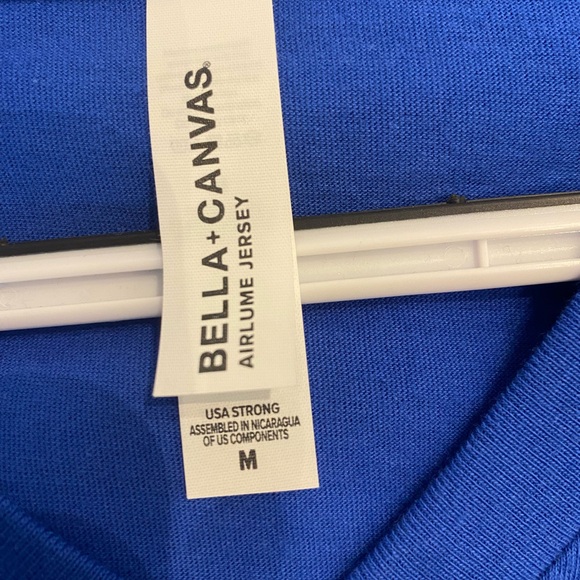 BELLA+CANVAS®
AIRLUME JERSEY
USA STRONG
ASSEMBLED IN NICARAGUA
OF US COMPONENTS
M